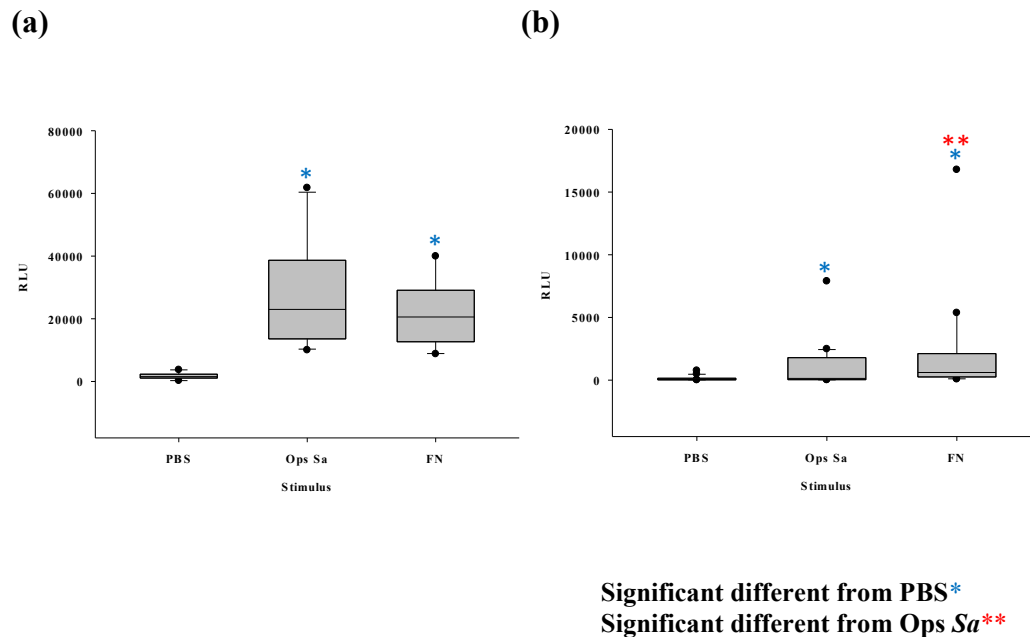 (a)
(b)
80000
60000
40000
20000
0
RLU
*
*
PBS
Ops Sa
FN
Stimulus
20000
15000
10000
5000
0
RLU
*
**
*
PBS
Ops Sa
FN
Stimulus
Significant different from PBS*
Significant different from Ops Sa**